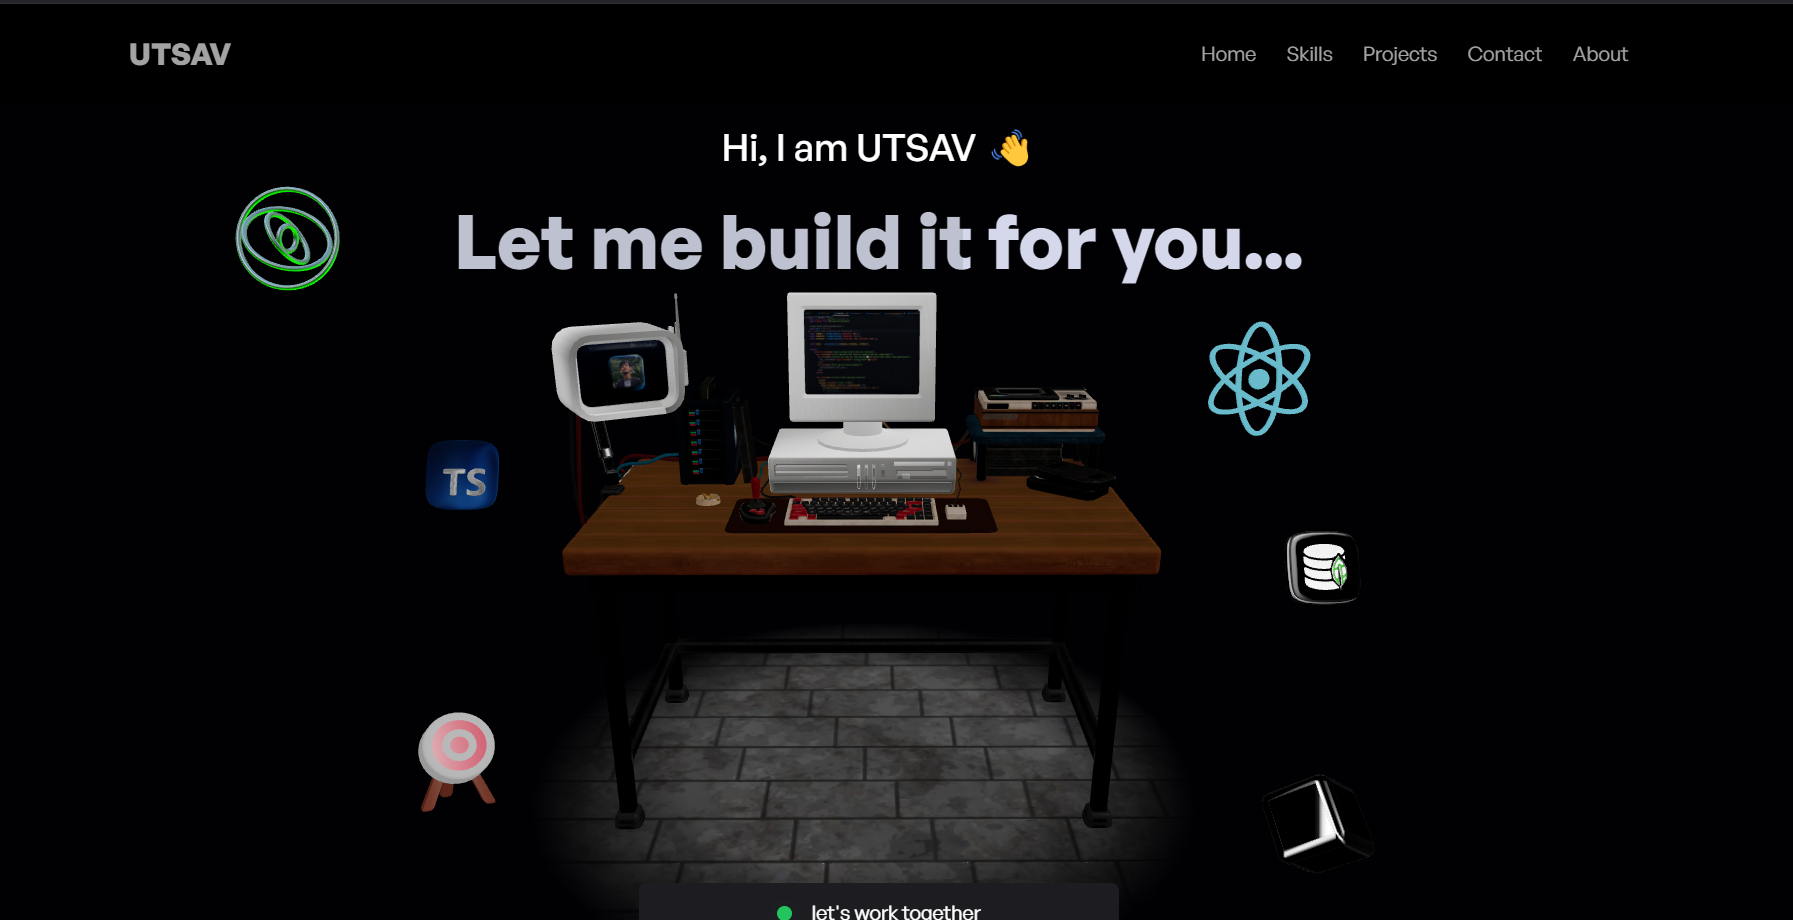 UTSAV
Home Skills Projects Contact About
Hi, I am UTSAV 👋
Let me build it for you...
TS
let's work together